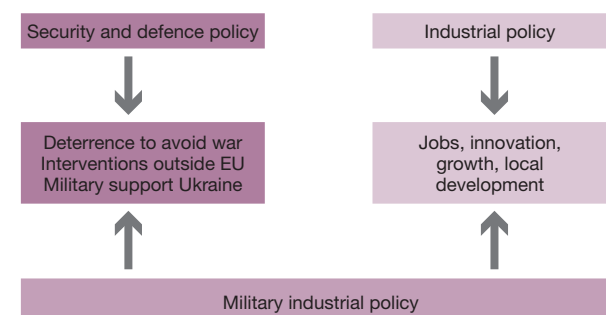 Security and defence policy
Industrial policy
Deterrence to avoid war
Interventions outside EU
Military support Ukraine
Jobs, innovation,
growth, local
development
Military industrial policy